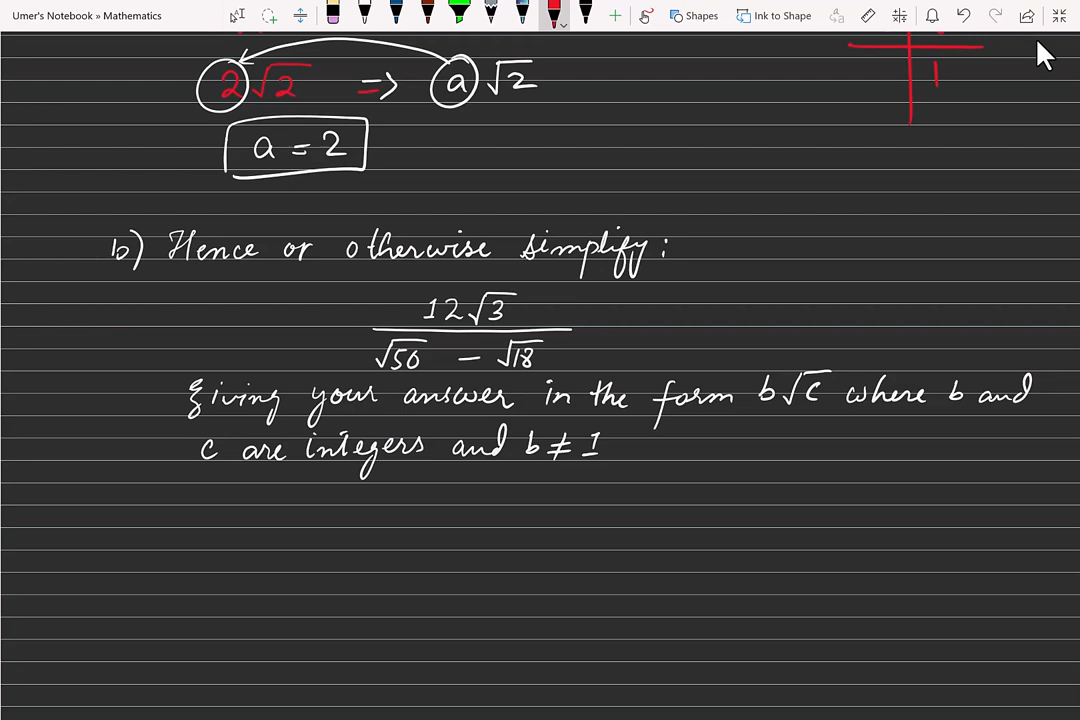 Umer's Notebook » Mathematics
Shapes
Ink to Shape
2√2 => a√2
1
a = 2
b) Hence or otherwise simplify:
12√3
√50 - √18
Giving your answer in the form b√c where b and
c are integers and b ≠ 1